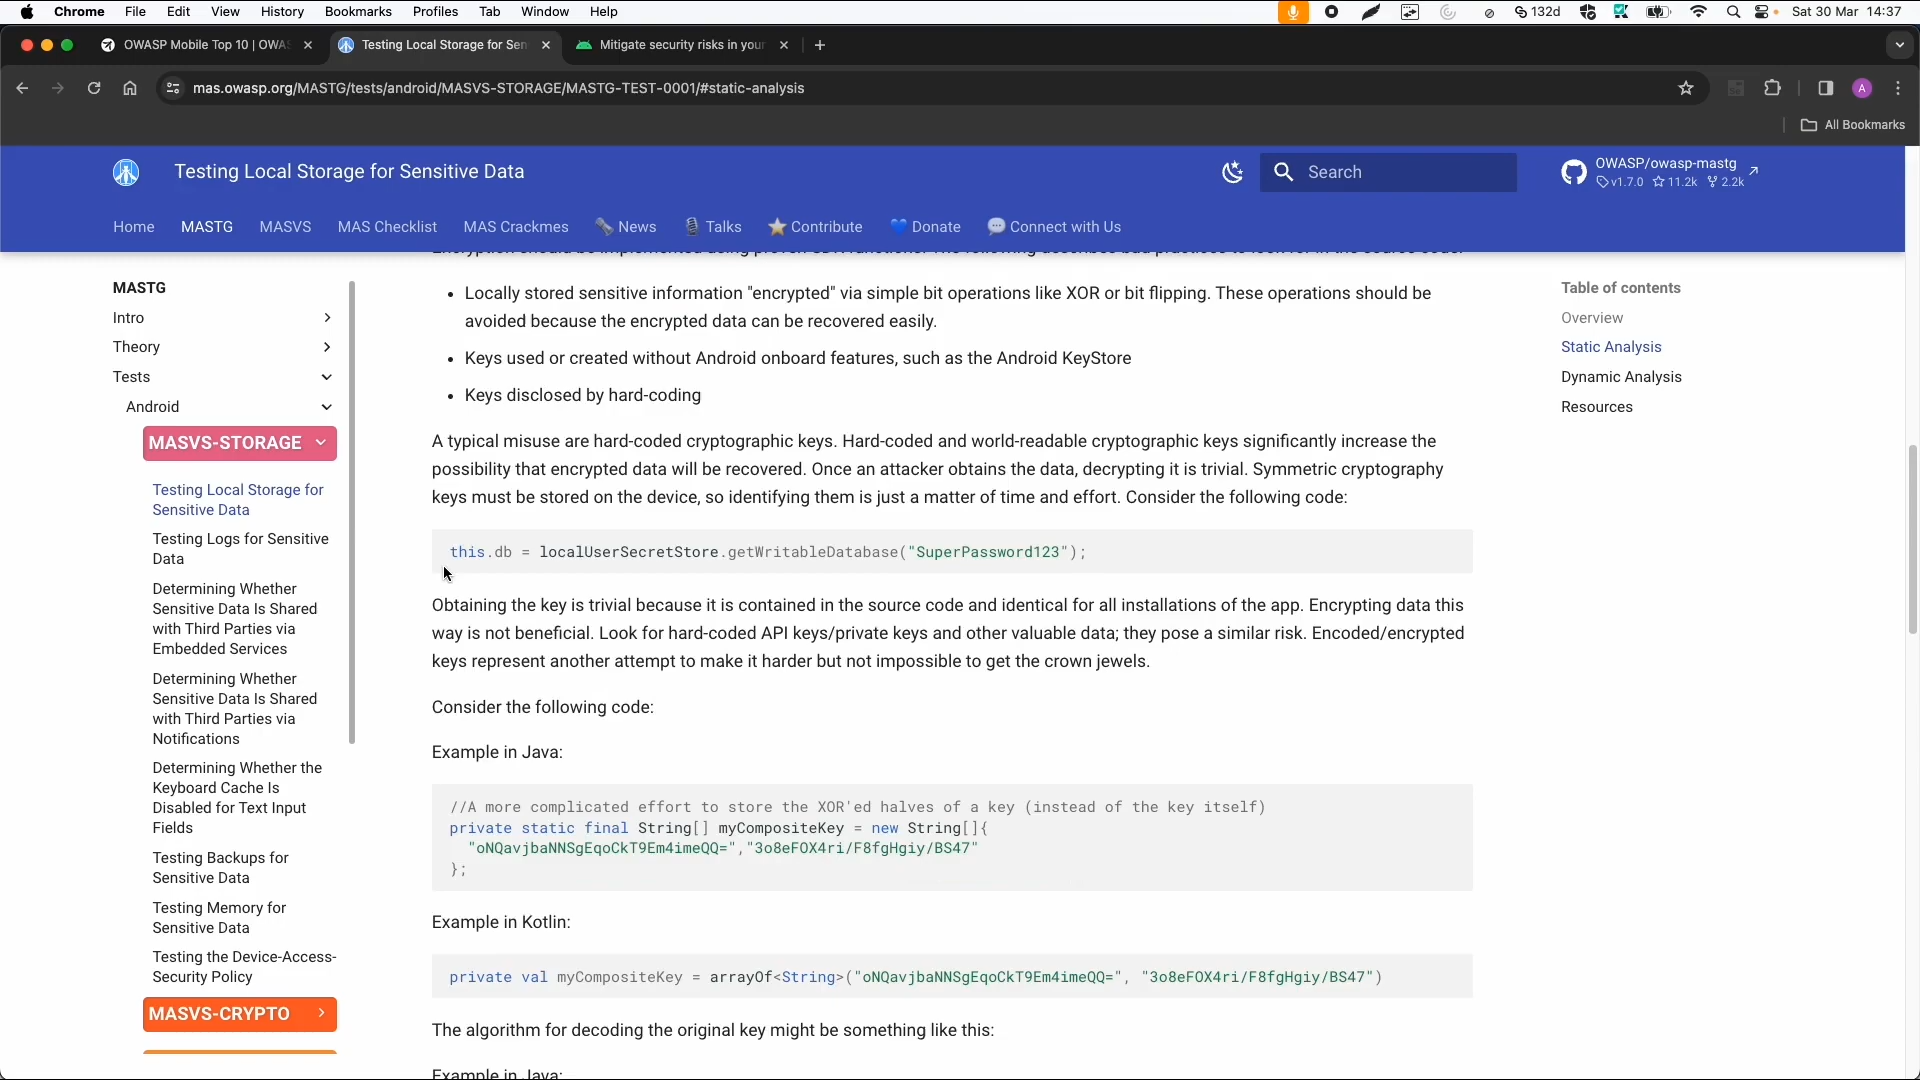 Chrome File Edit View History Bookmarks Profiles Tab Window Help 132d Sat 30 Mar 14:37
OWASP Mobile Top 10 | OWAS
Testing Local Storage for Sen
Mitigate security risks in your
mas.owasp.org/MASTG/tests/android/MASVS-STORAGE/MASTG-TEST-0001/#static-analysis
A
All Bookmarks
Testing Local Storage for Sensitive Data
Search
OWASP/owasp-mastg
v1.7.0 11.2k 2.2k
Home MASTG MASVS MAS Checklist MAS Crackmes News Talks Contribute Donate Connect with Us
MASTG
Intro
Theory
Tests
Android
MASVS-STORAGE
Testing Local Storage for
Sensitive Data
Testing Logs for Sensitive
Data
Determining Whether
Sensitive Data Is Shared
with Third Parties via
Embedded Services
Determining Whether
Sensitive Data Is Shared
with Third Parties via
Notifications
Determining Whether the
Keyboard Cache Is
Disabled for Text Input
Fields
Testing Backups for
Sensitive Data
Testing Memory for
Sensitive Data
Testing the Device-Access-
Security Policy
MASVS-CRYPTO
• Locally stored sensitive information "encrypted" via simple bit operations like XOR or bit flipping. These operations should be
avoided because the encrypted data can be recovered easily.
• Keys used or created without Android onboard features, such as the Android KeyStore
• Keys disclosed by hard-coding
A typical misuse are hard-coded cryptographic keys. Hard-coded and world-readable cryptographic keys significantly increase the
possibility that encrypted data will be recovered. Once an attacker obtains the data, decrypting it is trivial. Symmetric cryptography
keys must be stored on the device, so identifying them is just a matter of time and effort. Consider the following code:
this.db = localUserSecretStore.getWritableDatabase("SuperPassword123");
Obtaining the key is trivial because it is contained in the source code and identical for all installations of the app. Encrypting data this
way is not beneficial. Look for hard-coded API keys/private keys and other valuable data; they pose a similar risk. Encoded/encrypted
keys represent another attempt to make it harder but not impossible to get the crown jewels.
Consider the following code:
Example in Java:
//A more complicated effort to store the XOR'ed halves of a key (instead of the key itself)
private static final String[] myCompositeKey = new String[]{
"oNQavjbaNNSgEqoCkT9Em4imeQQ=","3o8eFOX4ri/F8fgHgiy/BS47"
};
Example in Kotlin:
private val myCompositeKey = arrayOf<String>("oNQavjbaNNSgEqoCkT9Em4imeQQ=", "3o8eFOX4ri/F8fgHgiy/BS47")
The algorithm for decoding the original key might be something like this:
Example in Java:
Table of contents
Overview
Static Analysis
Dynamic Analysis
Resources